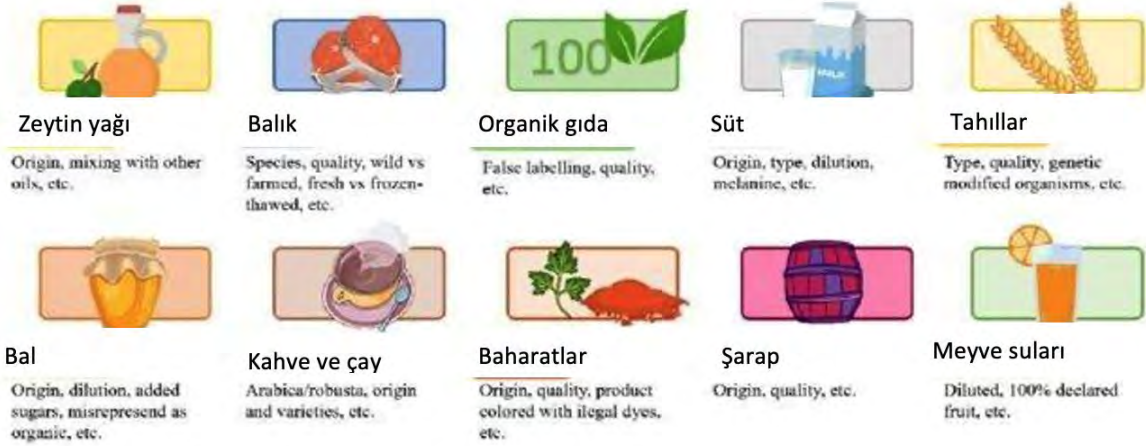 100
MILK
Zeytin yağı
Balık
Organik gıda
Süt
Tahıllar
Origin, mixing with other
oils, etc.
Species, quality, wild vs
farmed, fresh vs frozen-
thawed, etc.
False labelling, quality,
etc.
Origin, type, dilution,
melanine, etc.
Type, quality, genetic
modified organisms, etc.
Bal
Kahve ve çay
Baharatlar
Şarap
Meyve suları
Origin, dilution, added
sugars, misrepresend as
organic, etc.
Arabica/robusta, origin
and varieties, etc.
Origin, quality, product
colored with ilegal dyes,
etc.
Origin, quality, etc.
Diluted, 100% declared
fruit, etc.